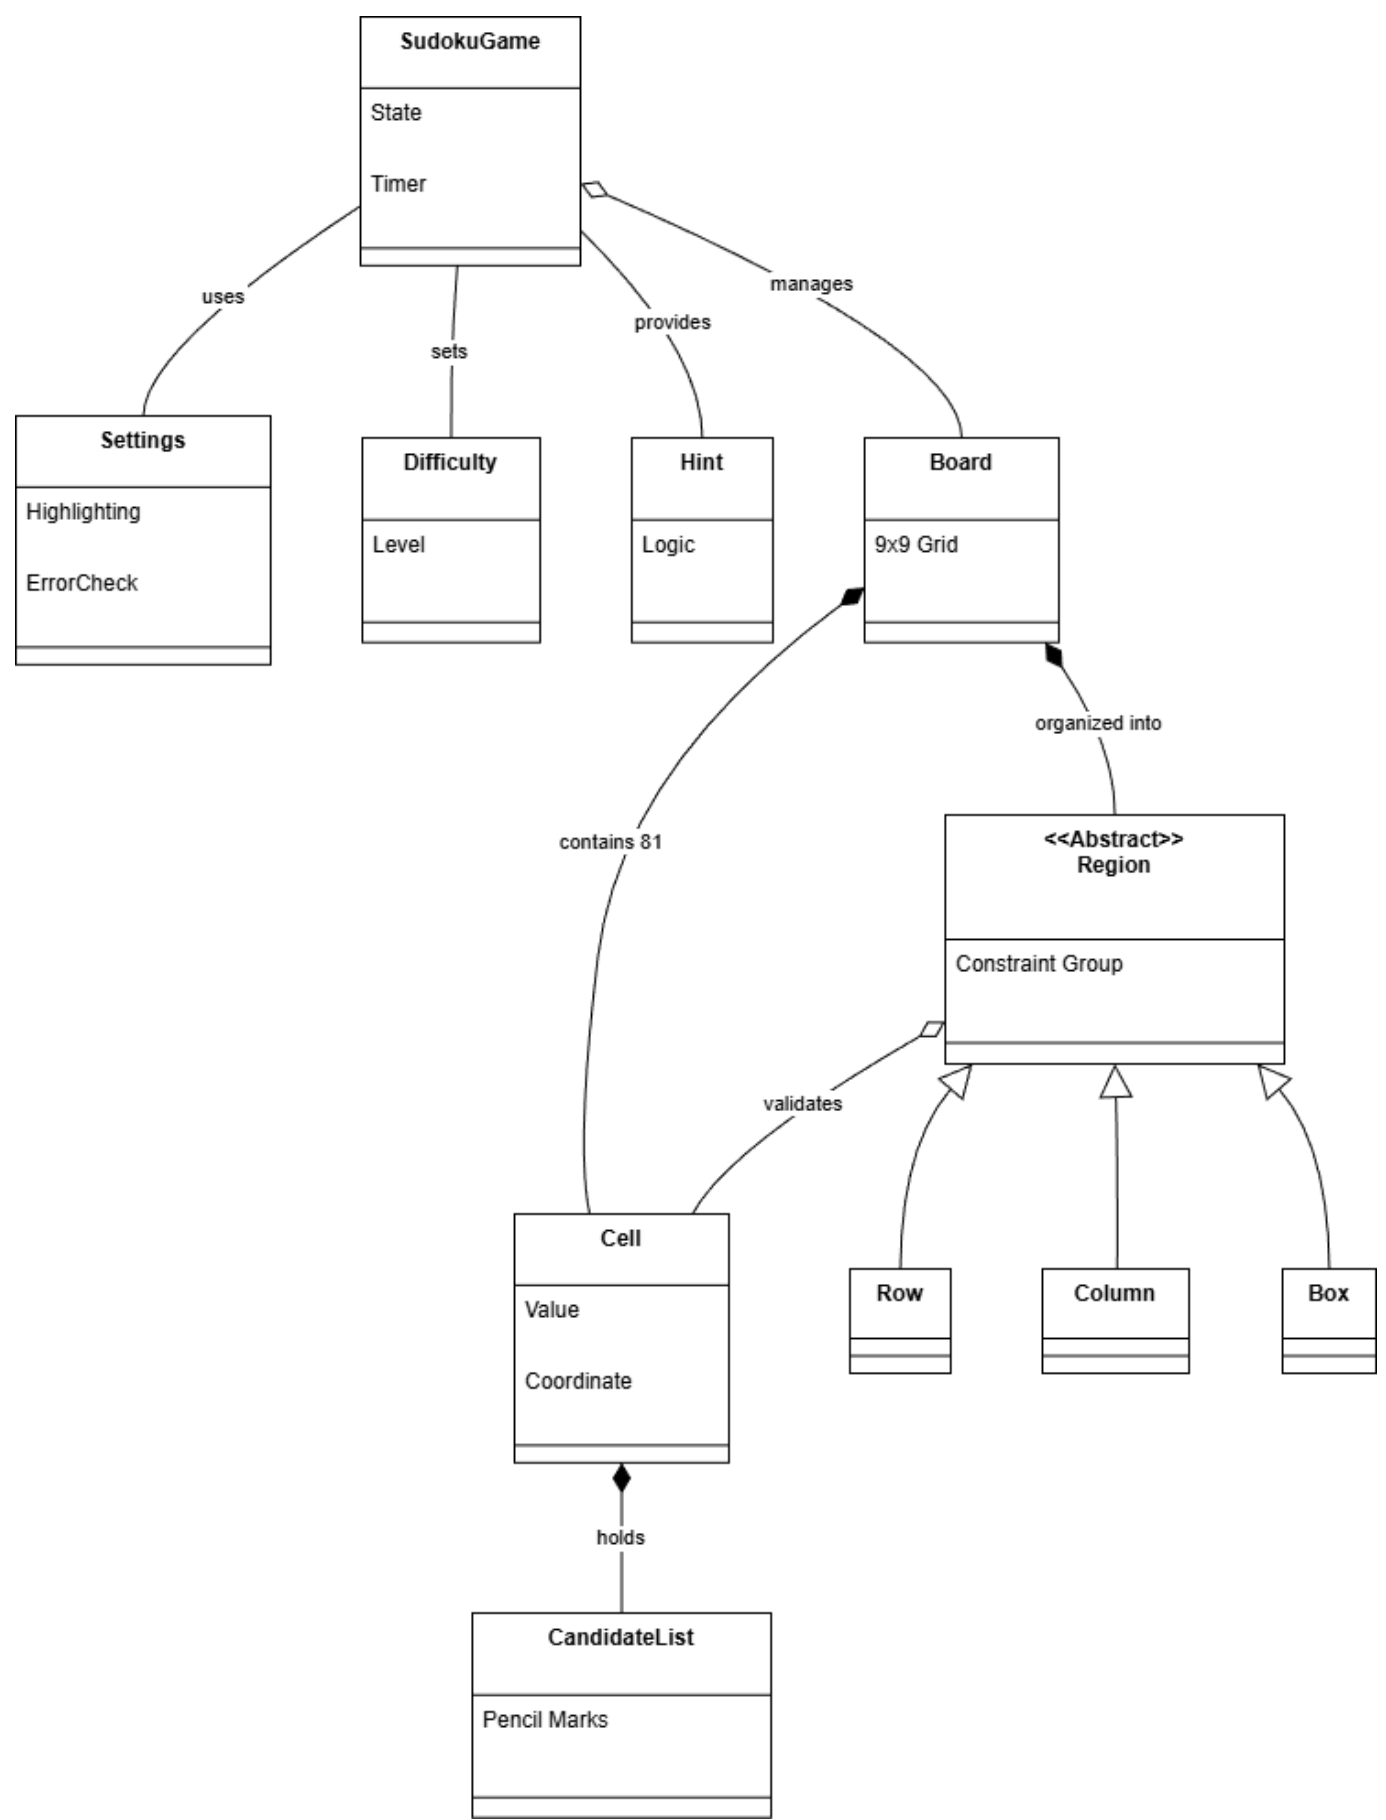 SudokuGame
State
Timer
uses
sets
provides
manages
Settings
Highlighting
ErrorCheck
Difficulty
Level
Hint
Logic
Board
9x9 Grid
organized into
contains 81
<<Abstract>>
Region
Constraint Group
validates
Cell
Value
Coordinate
Row
Column
Box
holds
CandidateList
Pencil Marks